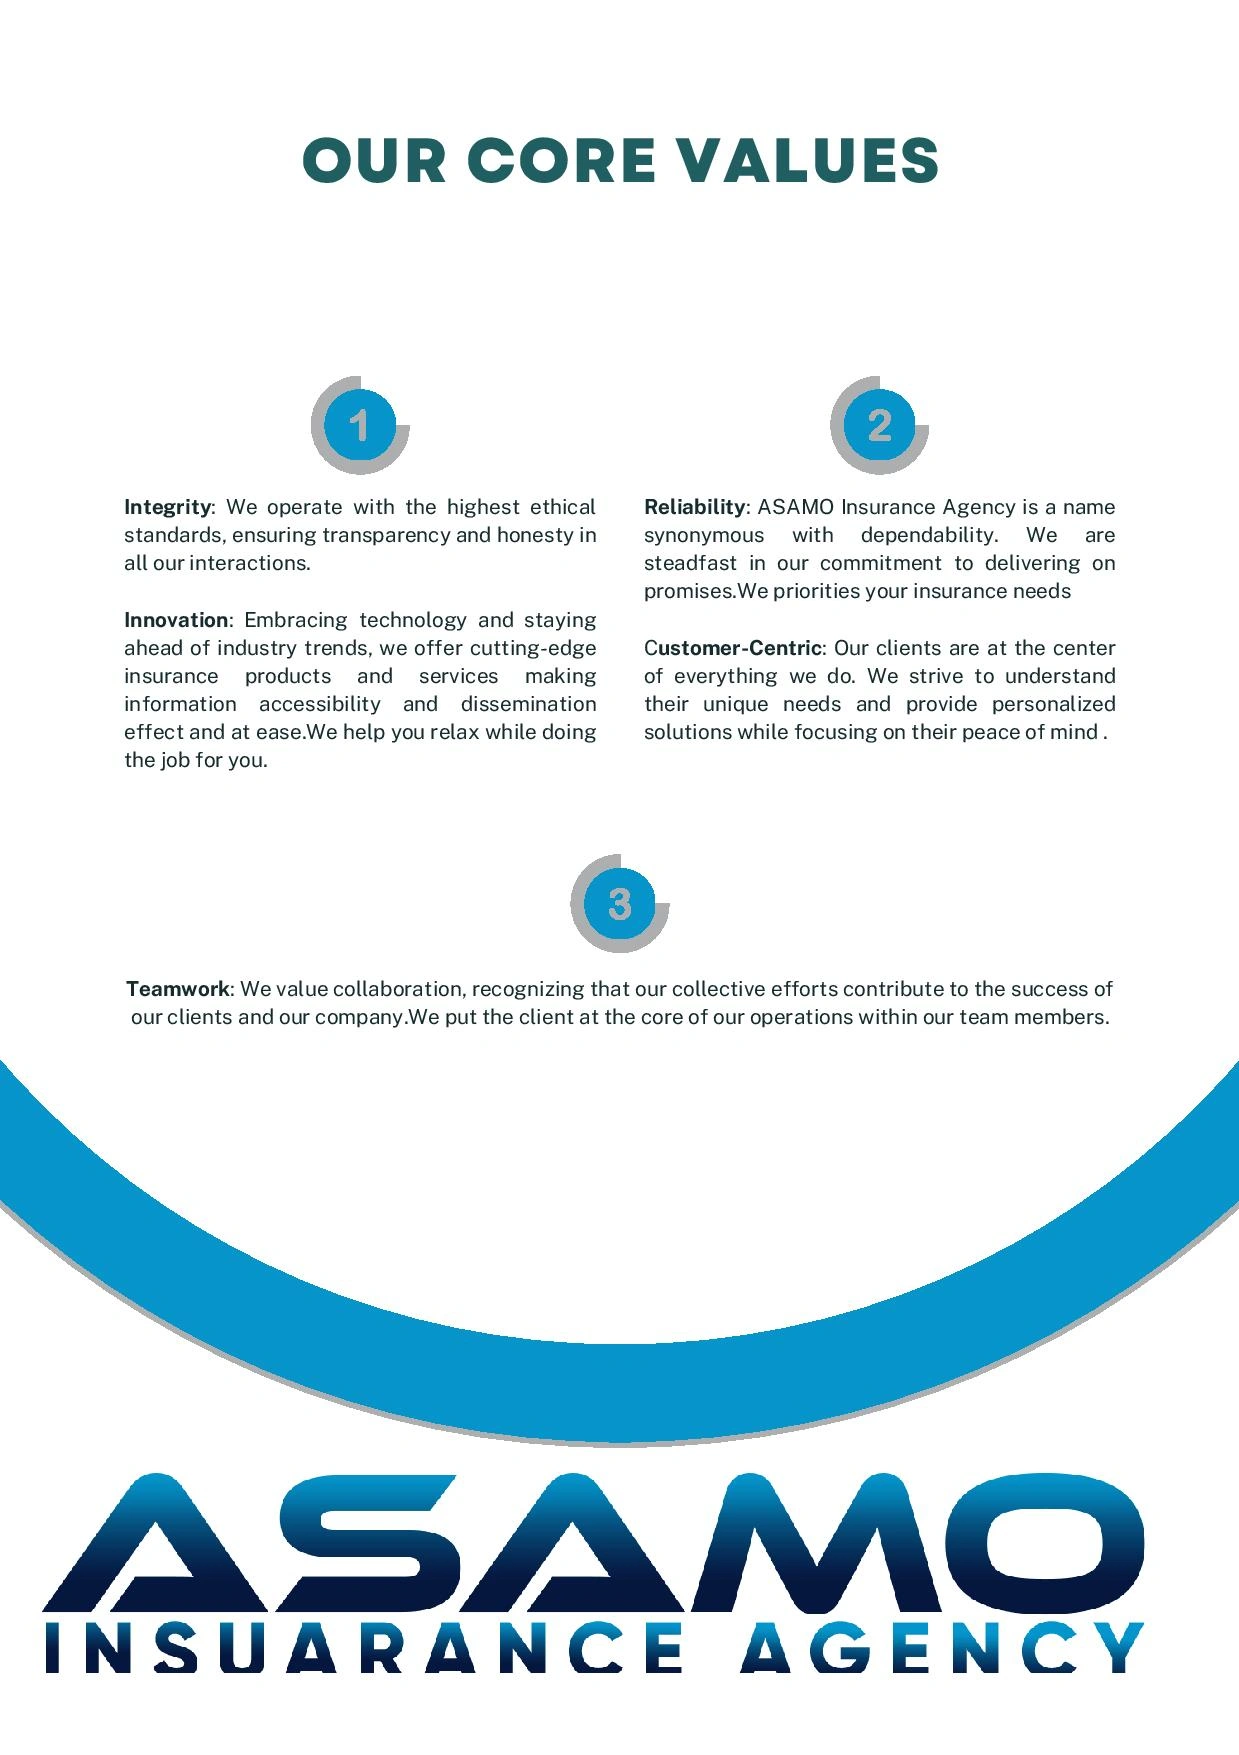 OUR CORE VALUES
1
Integrity: We operate with the highest ethical
standards, ensuring transparency and honesty in
all our interactions.
Innovation: Embracing technology and staying
ahead of industry trends, we offer cutting-edge
insurance products and services making
information accessibility and dissemination
effect and at ease.We help you relax while doing
the job for you.
2
Reliability: ASAMO Insurance Agency is a name
synonymous with dependability. We are
steadfast in our commitment to delivering on
promises.We priorities your insurance needs
Customer-Centric: Our clients are at the center
of everything we do. We strive to understand
their unique needs and provide personalized
solutions while focusing on their peace of mind .
3
Teamwork: We value collaboration, recognizing that our collective efforts contribute to the success of
our clients and our company.We put the client at the core of our operations within our team members.
ASAMO
INSUARANCE AGENCY